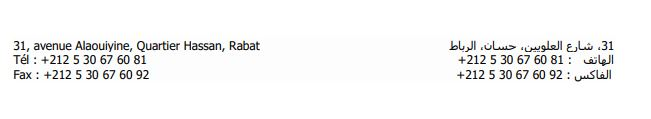 31, avenue Alaouiyine, Quartier Hassan, Rabat
Tél : +212 5 30 67 60 81
Fax : +212 5 30 67 60 92
31، شارع العلويين، حسان، الرباط
الهاتف : 81 60 67 30 5 212+
الفاكس : 92 60 67 30 5 212+